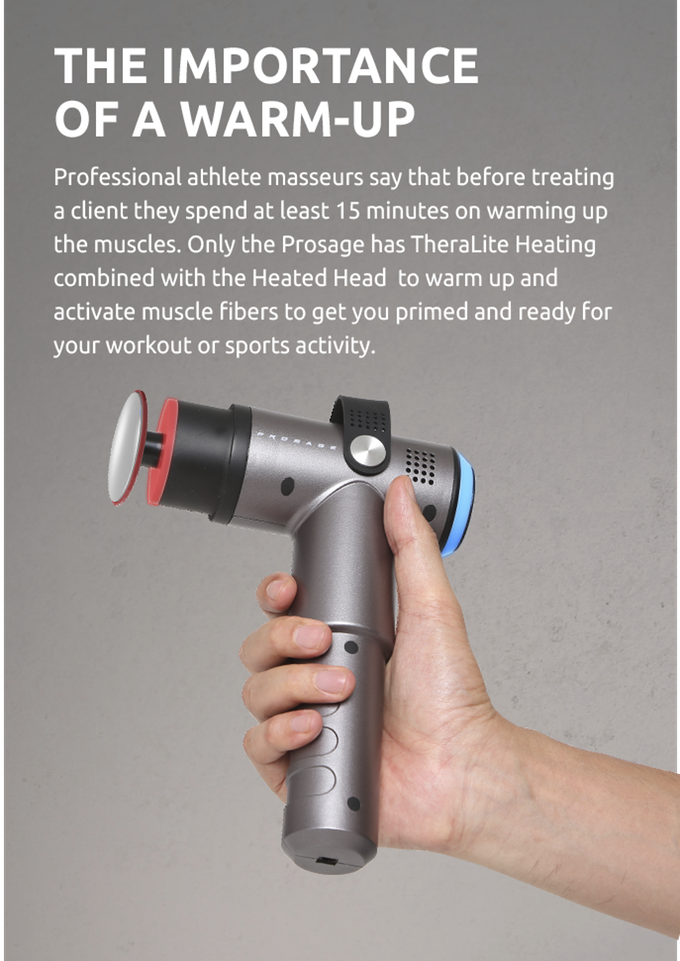 THE IMPORTANCE
OF A WARM-UP
Professional athlete masseurs say that before treating
a client they spend at least 15 minutes on warming up
the muscles. Only the Prosage has TheraLite Heating
combined with the Heated Head  to warm up and
activate muscle fibers to get you primed and ready for
your workout or sports activity.
PROSAGE